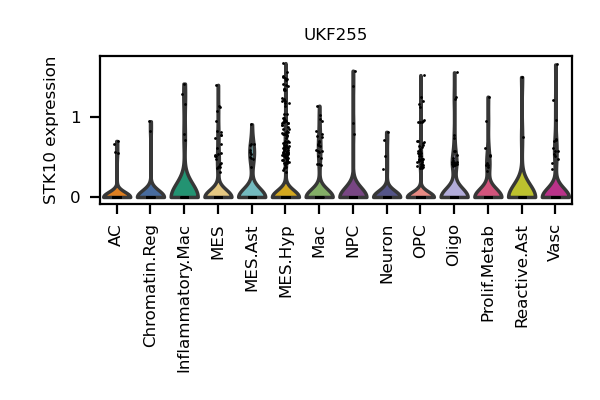 UKF255
STK10 expression
1
0
AC
Chromatin.Reg
Inflammatory.Mac
MES
MES.Ast
MES.Hyp
Mac
NPC
Neuron
OPC
Oligo
Prolif.Metab
Reactive.Ast
Vasc